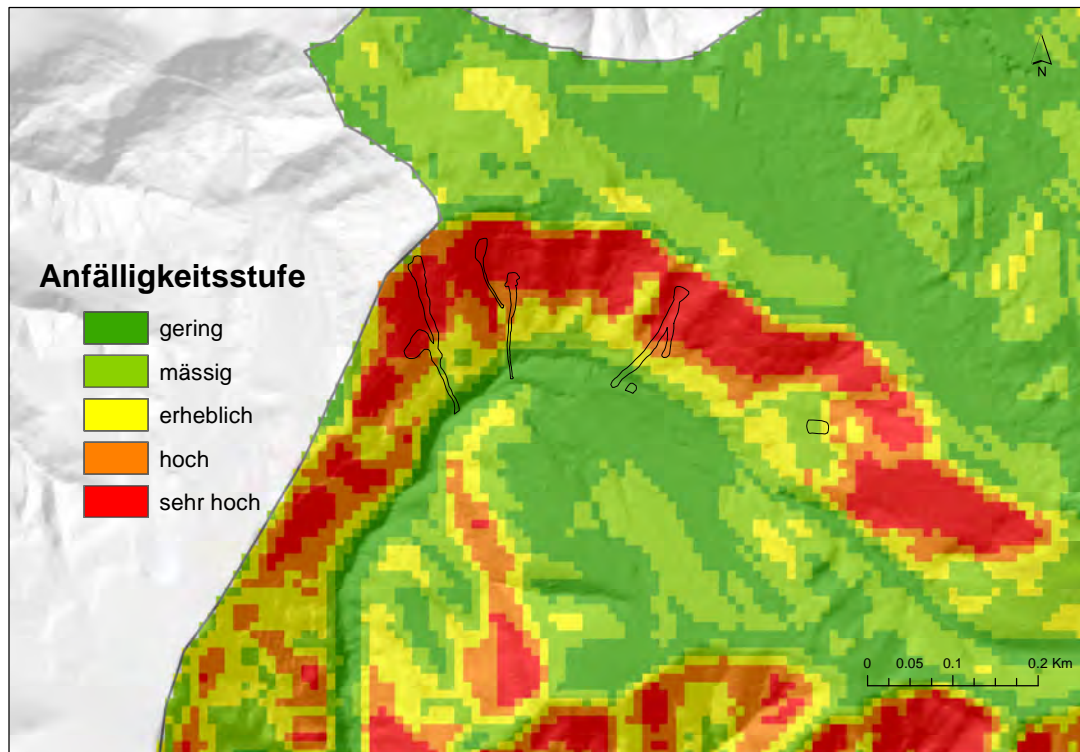 N
Anfälligkeitsstufe
gering
mässig
erheblich
hoch
sehr hoch
0 0.05 0.1 0.2 Km